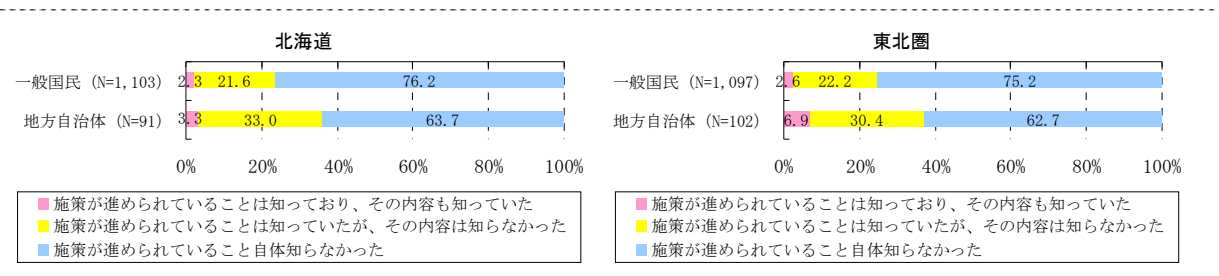 北海道
一般国民 (N=1,103) 2.3 21.6 76.2
地方自治体 (N=91) 3.3 33.0 63.7
0% 20% 40% 60% 80% 100%
施策が進められていることは知っており、その内容も知っていた
施策が進められていることは知っていたが、その内容は知らなかった
施策が進められていること自体知らなかった
東北圏
一般国民 (N=1,097) 2.6 22.2 75.2
地方自治体 (N=102) 6.9 30.4 62.7
0% 20% 40% 60% 80% 100%
施策が進められていることは知っており、その内容も知っていた
施策が進められていることは知っていたが、その内容は知らなかった
施策が進められていること自体知らなかった